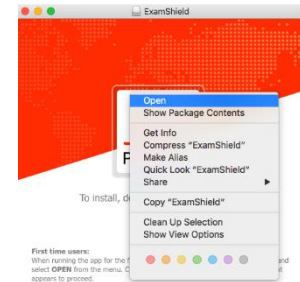 ExamShield
Open
Show Package Contents
Get Info
Compress "ExamShield"
Make Alias
Quick Look "ExamShield"
Share
Copy "ExamShield"
Clean Up Selection
Show View Options
P
To install, d
First time users:
When running the app for the f
and
select OPEN from the menu. C
appears to proceed.